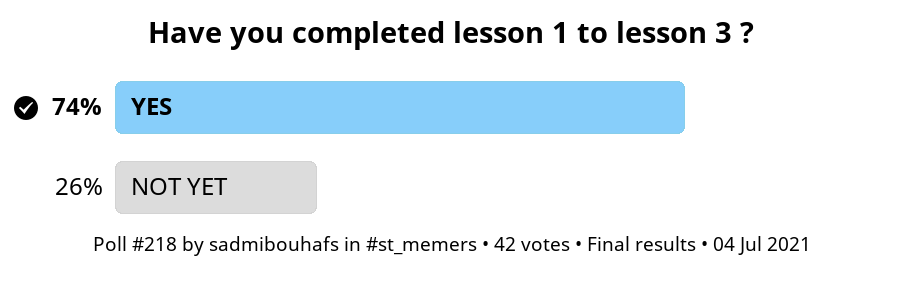 Have you completed lesson 1 to lesson 3 ?
74% YES
26% NOT YET
Poll #218 by sadmibouhafs in #st_memers • 42 votes • Final results • 04 Jul 2021